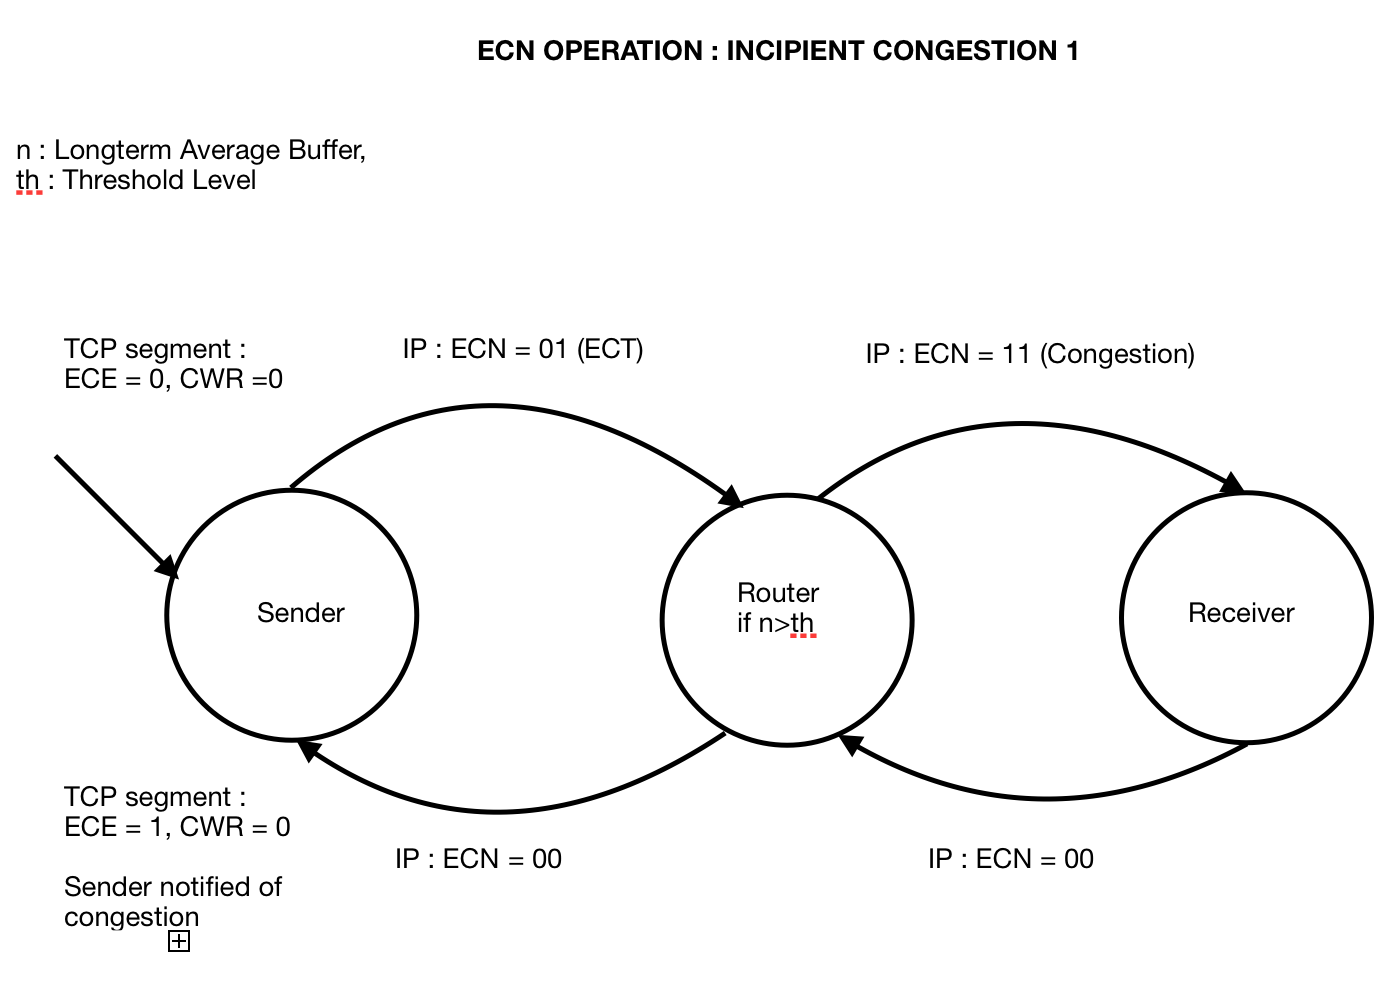 ECN OPERATION : INCIPIENT CONGESTION 1
n : Longterm Average Buffer,
th : Threshold Level
TCP segment :
ECE = 0, CWR =0
IP : ECN = 01 (ECT)
IP : ECN = 11 (Congestion)
Sender
Router
if n>th
Receiver
TCP segment :
ECE = 1, CWR = 0
Sender notified of
congestion
IP : ECN = 00
IP : ECN = 00